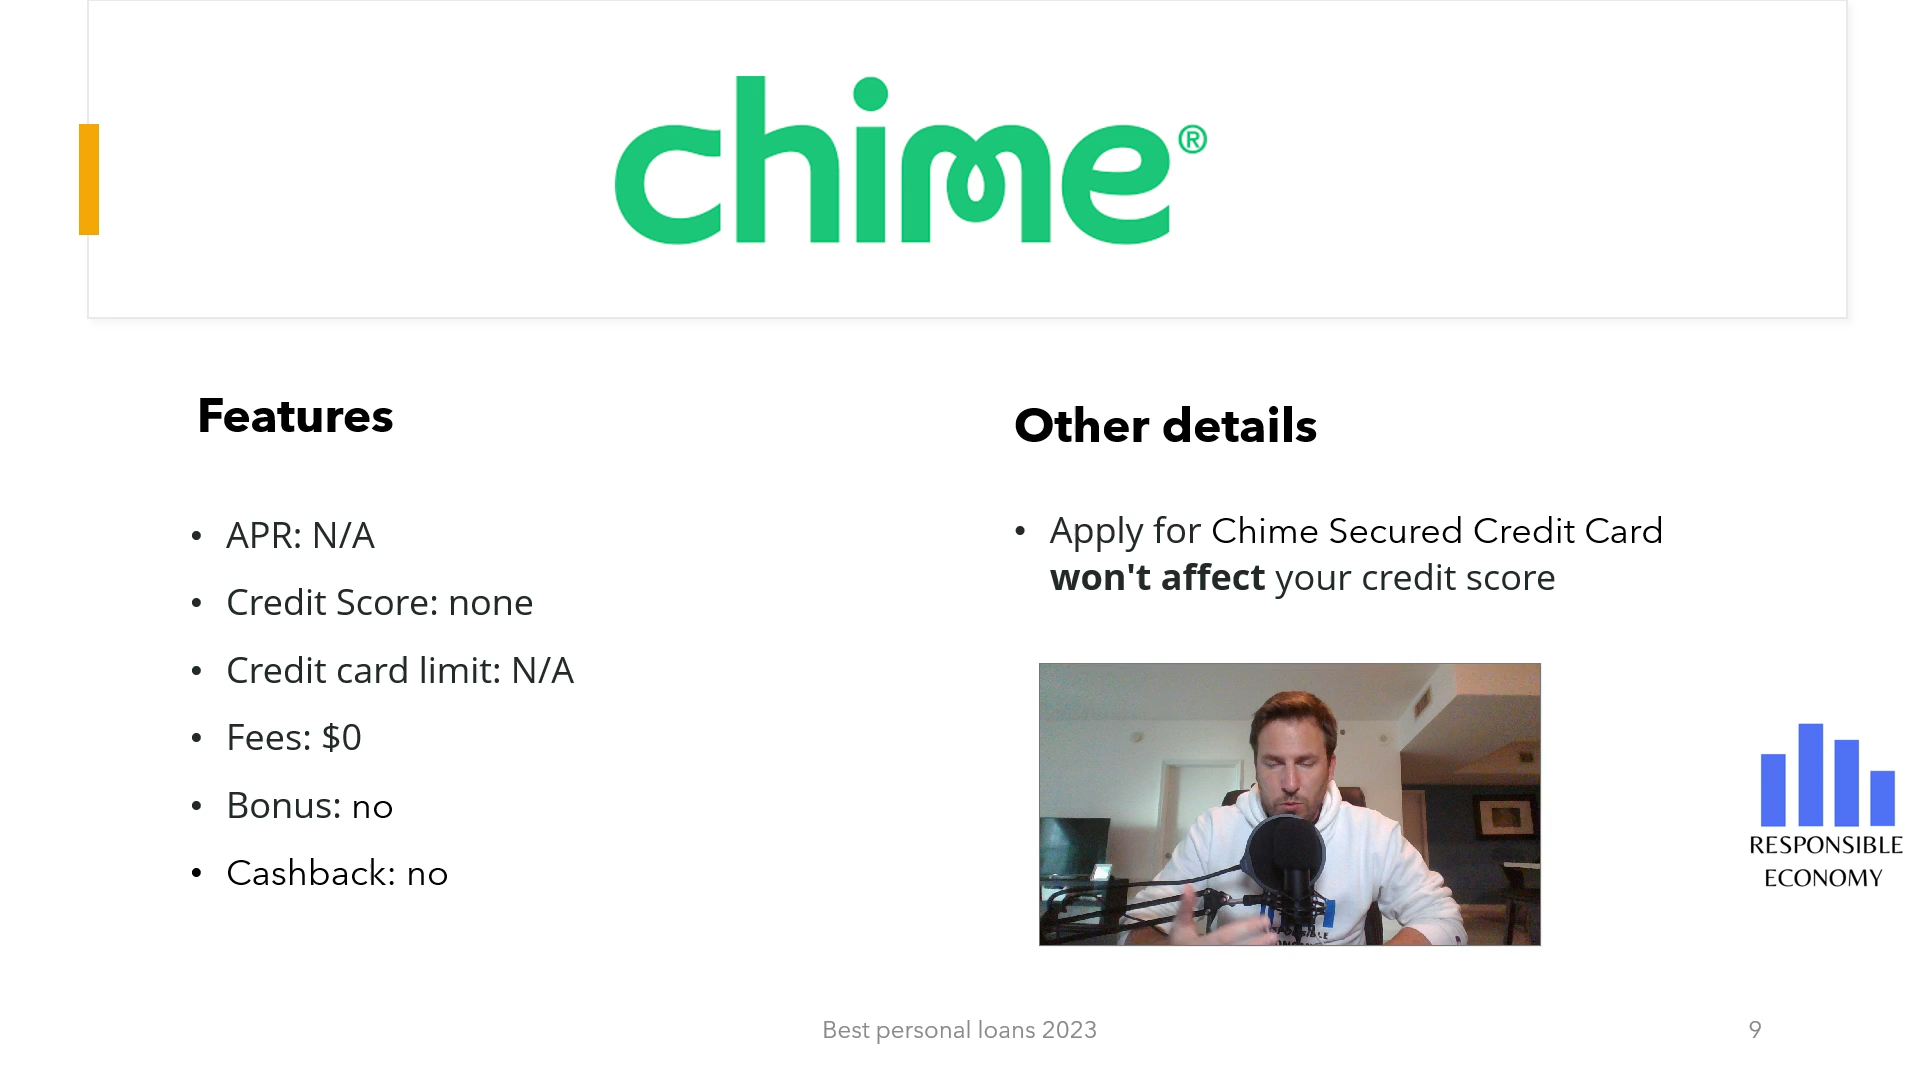 chime®
Features
• APR: N/A
• Credit Score: none
• Credit card limit: N/A
• Fees: $0
• Bonus: no
• Cashback: no
Other details
• Apply for Chime Secured Credit Card
won't affect your credit score
RESPONSIBLE
ECONOMY
Best personal loans 2023
9